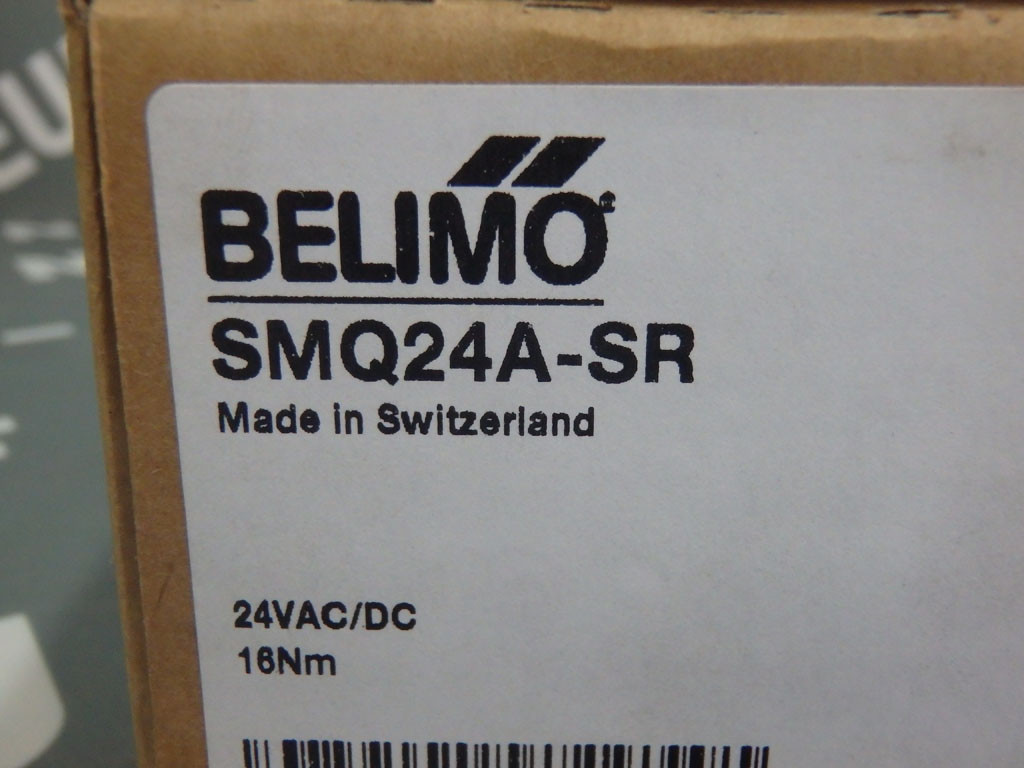 BELIMO
SMQ24A-SR
Made in Switzerland
24VAC/DC
16Nm